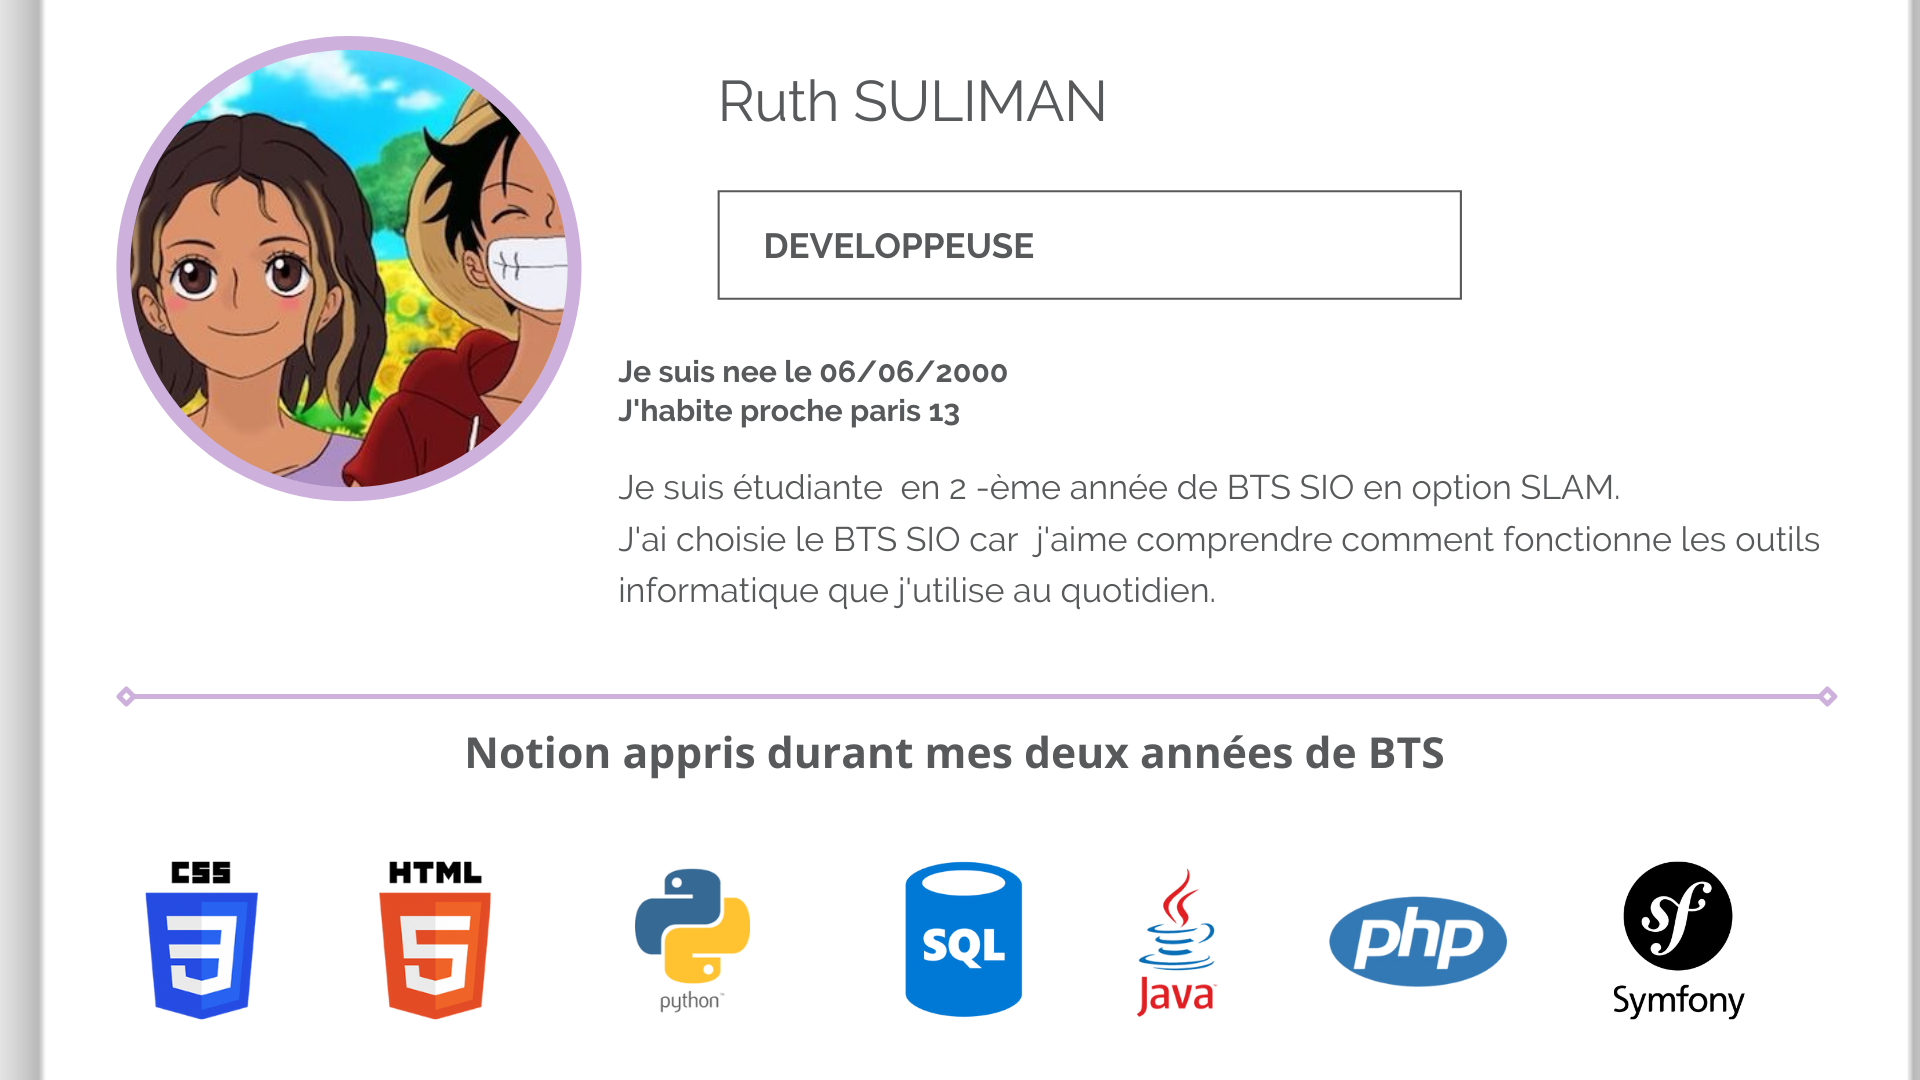 Ruth SULIMAN
DEVELOPPEUSE
Je suis nee le 06/06/2000
J'habite proche paris 13
Je suis étudiante  en 2 -ème année de BTS SIO en option SLAM.
J'ai choisie le BTS SIO car  j'aime comprendre comment fonctionne les outils
informatique que j'utilise au quotidien.
Notion appris durant mes deux années de BTS
CSS
3
HTML
5
python™
SQL
Java™
php
sf
Symfony